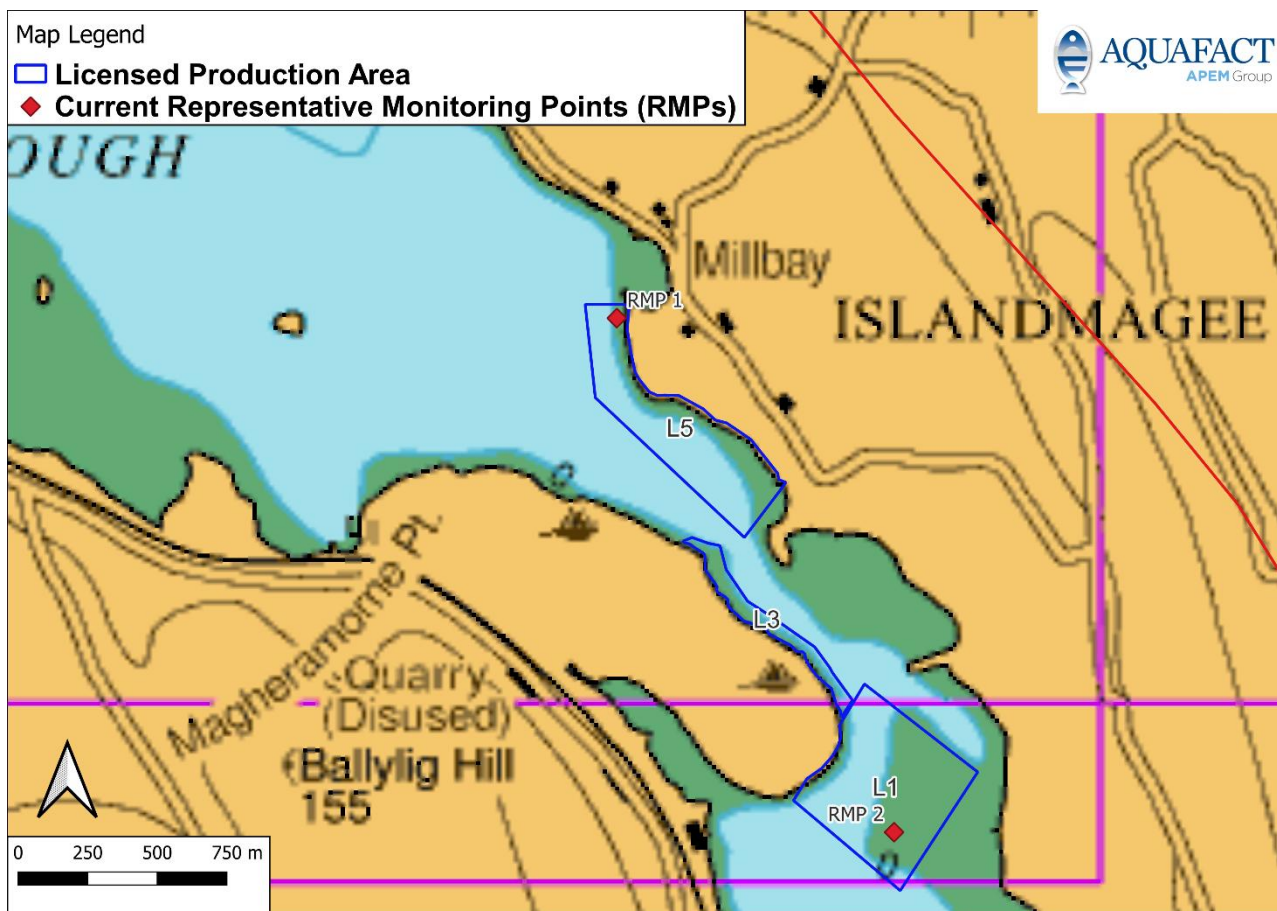 Map Legend
Licensed Production Area
Current Representative Monitoring Points (RMPs)
AQUAFACT
APEM Group
OUGH
Millbay
RMP 1
ISLANDMAGEE
L5
L3
Magheramorne Pt.
Quarry
(Disused)
Ballylig Hill
155
L1
RMP 2
0 250 500 750 m